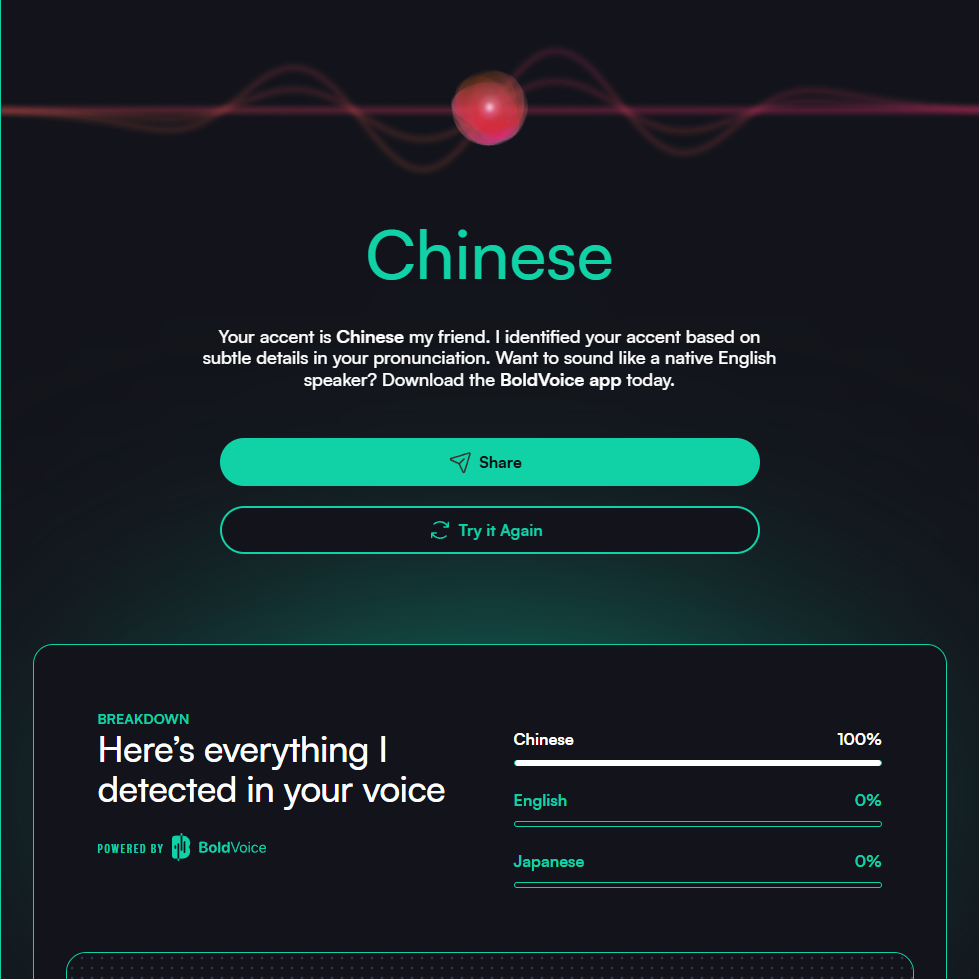 Chinese
Your accent is Chinese my friend. I identified your accent based on
subtle details in your pronunciation. Want to sound like a native English
speaker? Download the BoldVoice app today.
Share
Try it Again
BREAKDOWN
Here’s everything I
detected in your voice
POWERED BY BoldVoice
Chinese 100%
English 0%
Japanese 0%